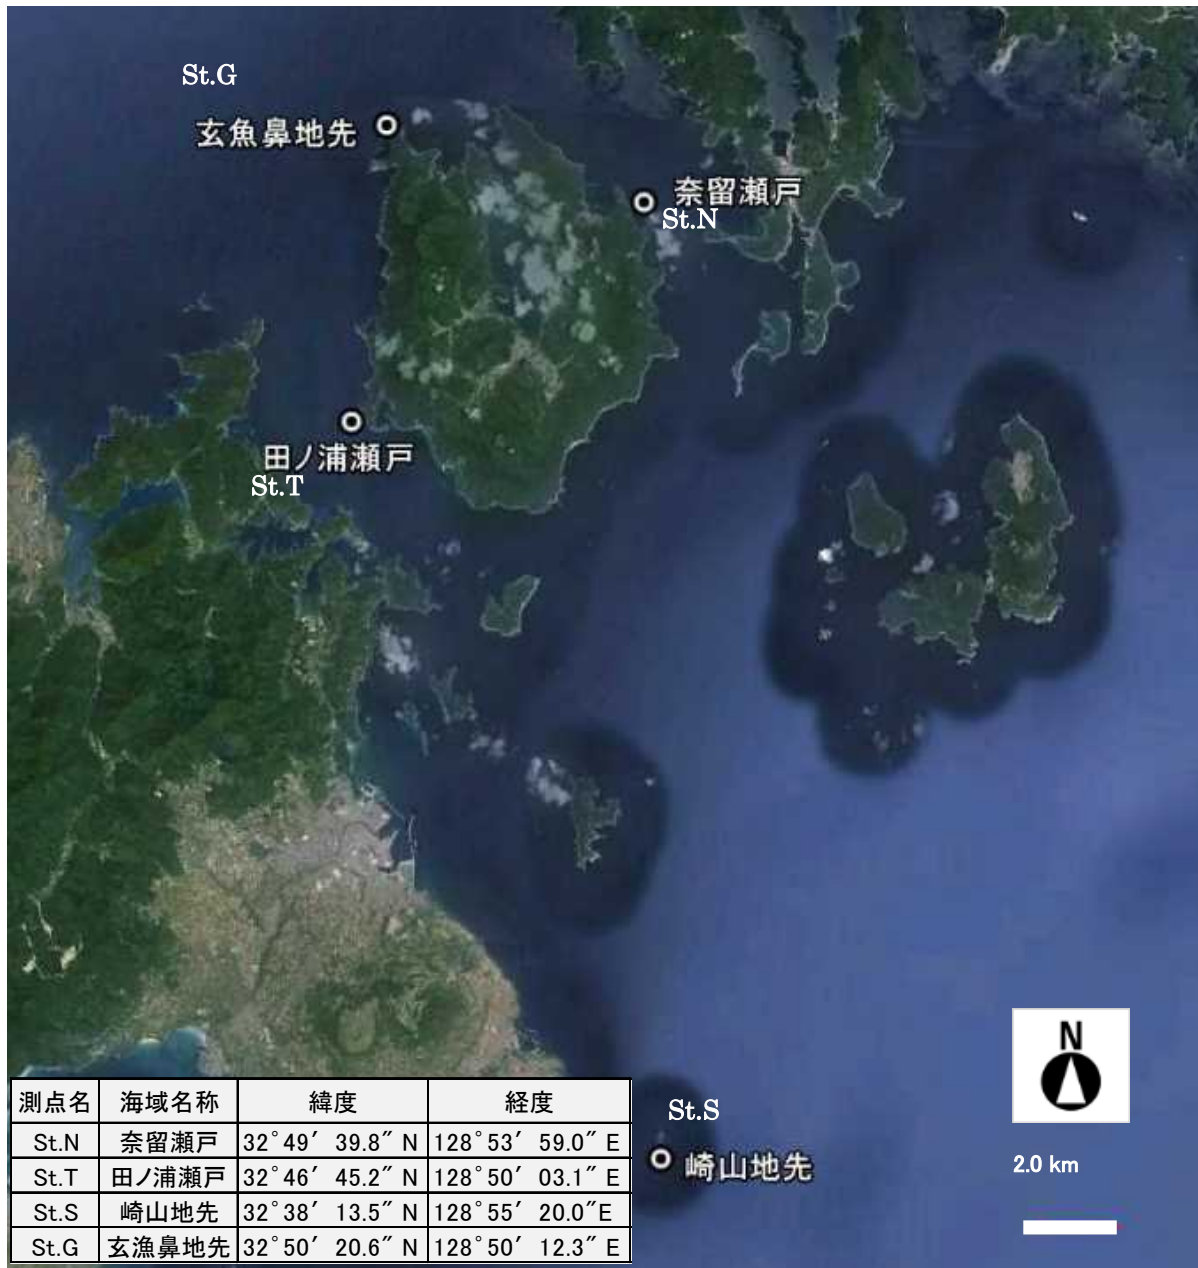 St.G
玄魚鼻地先
奈留瀬戸
St.N
田ノ浦瀬戸
St.T
N
St.S
崎山地先
2.0 km
測点名 海域名称 緯度 経度
St.N 奈留瀬戸 32°49′ 39.8″ N 128°53′ 59.0″ E
St.T 田ノ浦瀬戸 32°46′ 45.2″ N 128°50′ 03.1″ E
St.S 崎山地先 32°38′ 13.5″ N 128°55′ 20.0″E
St.G 玄漁鼻地先 32°50′ 20.6″ N 128°50′ 12.3″ E